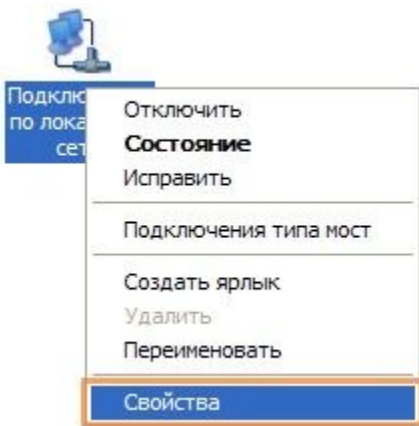 Подклю
по лока
сет
Отключить
Состояние
Исправить
Подключения типа мост
Создать ярлык
Удалить
Переименовать
Свойства